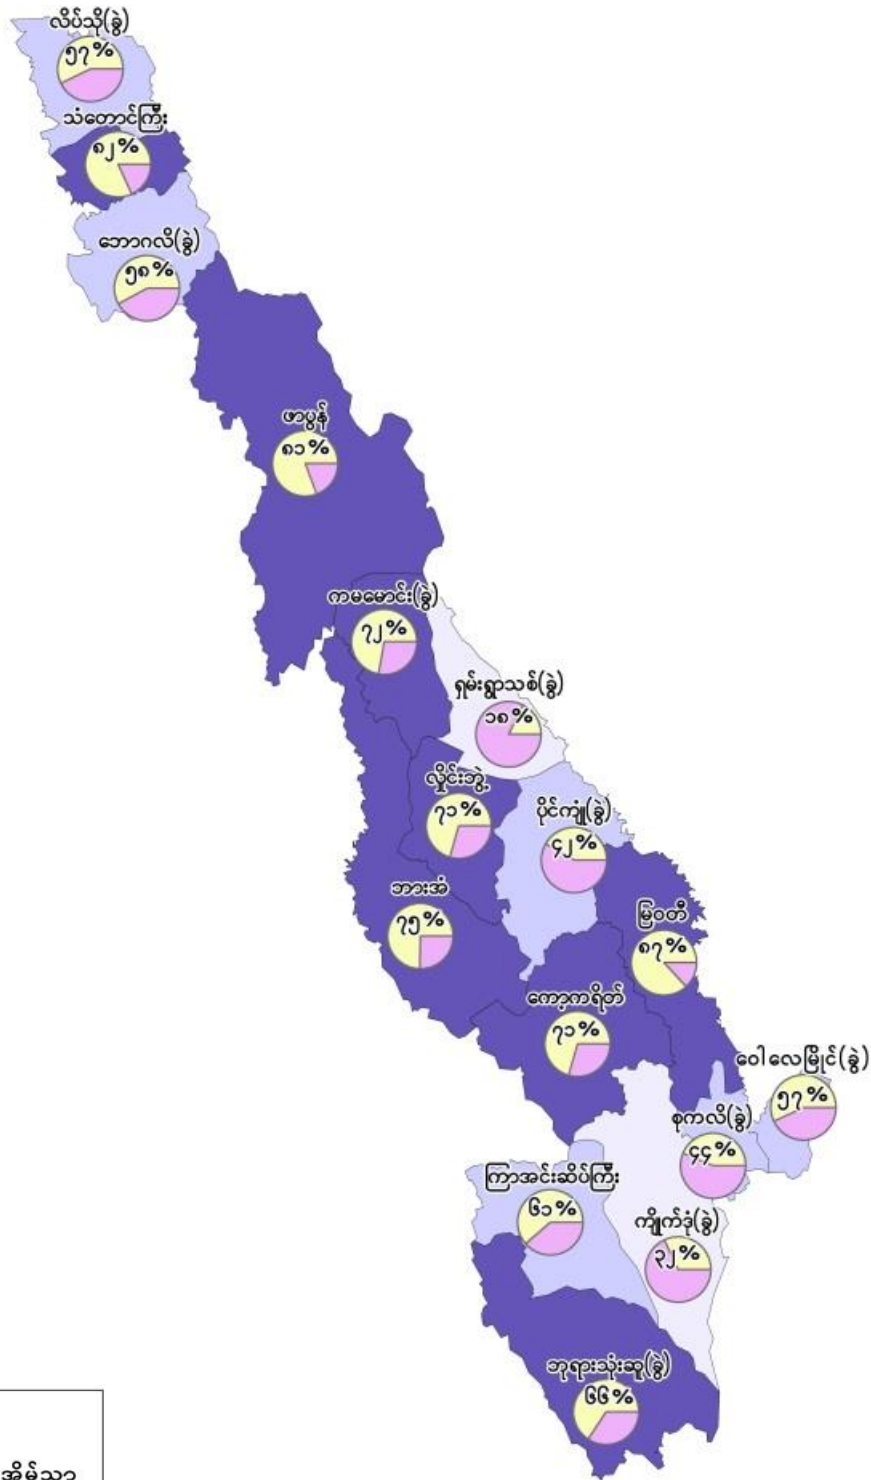 လိပ်သို(ခွဲ)
၅၇%
သံတောင်ကြီး
၈၂%
ဘောဂလိ(ခွဲ)
၅၈%
ဖာပွန်
၈၁%
ကမမောင်း(ခွဲ)
၇၂%
ရှမ်းရွာသစ်(ခွဲ)
၁၈%
လှိုင်းဘွဲ့
၇၁%
ပိုင်ကျုံ(ခွဲ)
၄၂%
ဘားအံ
၇၅%
မြဝတီ
၈၇%
ကော့ကရိတ်
၇၁%
ဝေါလေမြိုင်(ခွဲ)
၅၇%
စုကလိ(ခွဲ)
၄၄%
ကြာအင်းဆိပ်ကြီး
၆၁%
ကျိုက်ဒုံ(ခွဲ)
၃၂%
ဘုရားသုံးဆူ(ခွဲ)
၆၆%